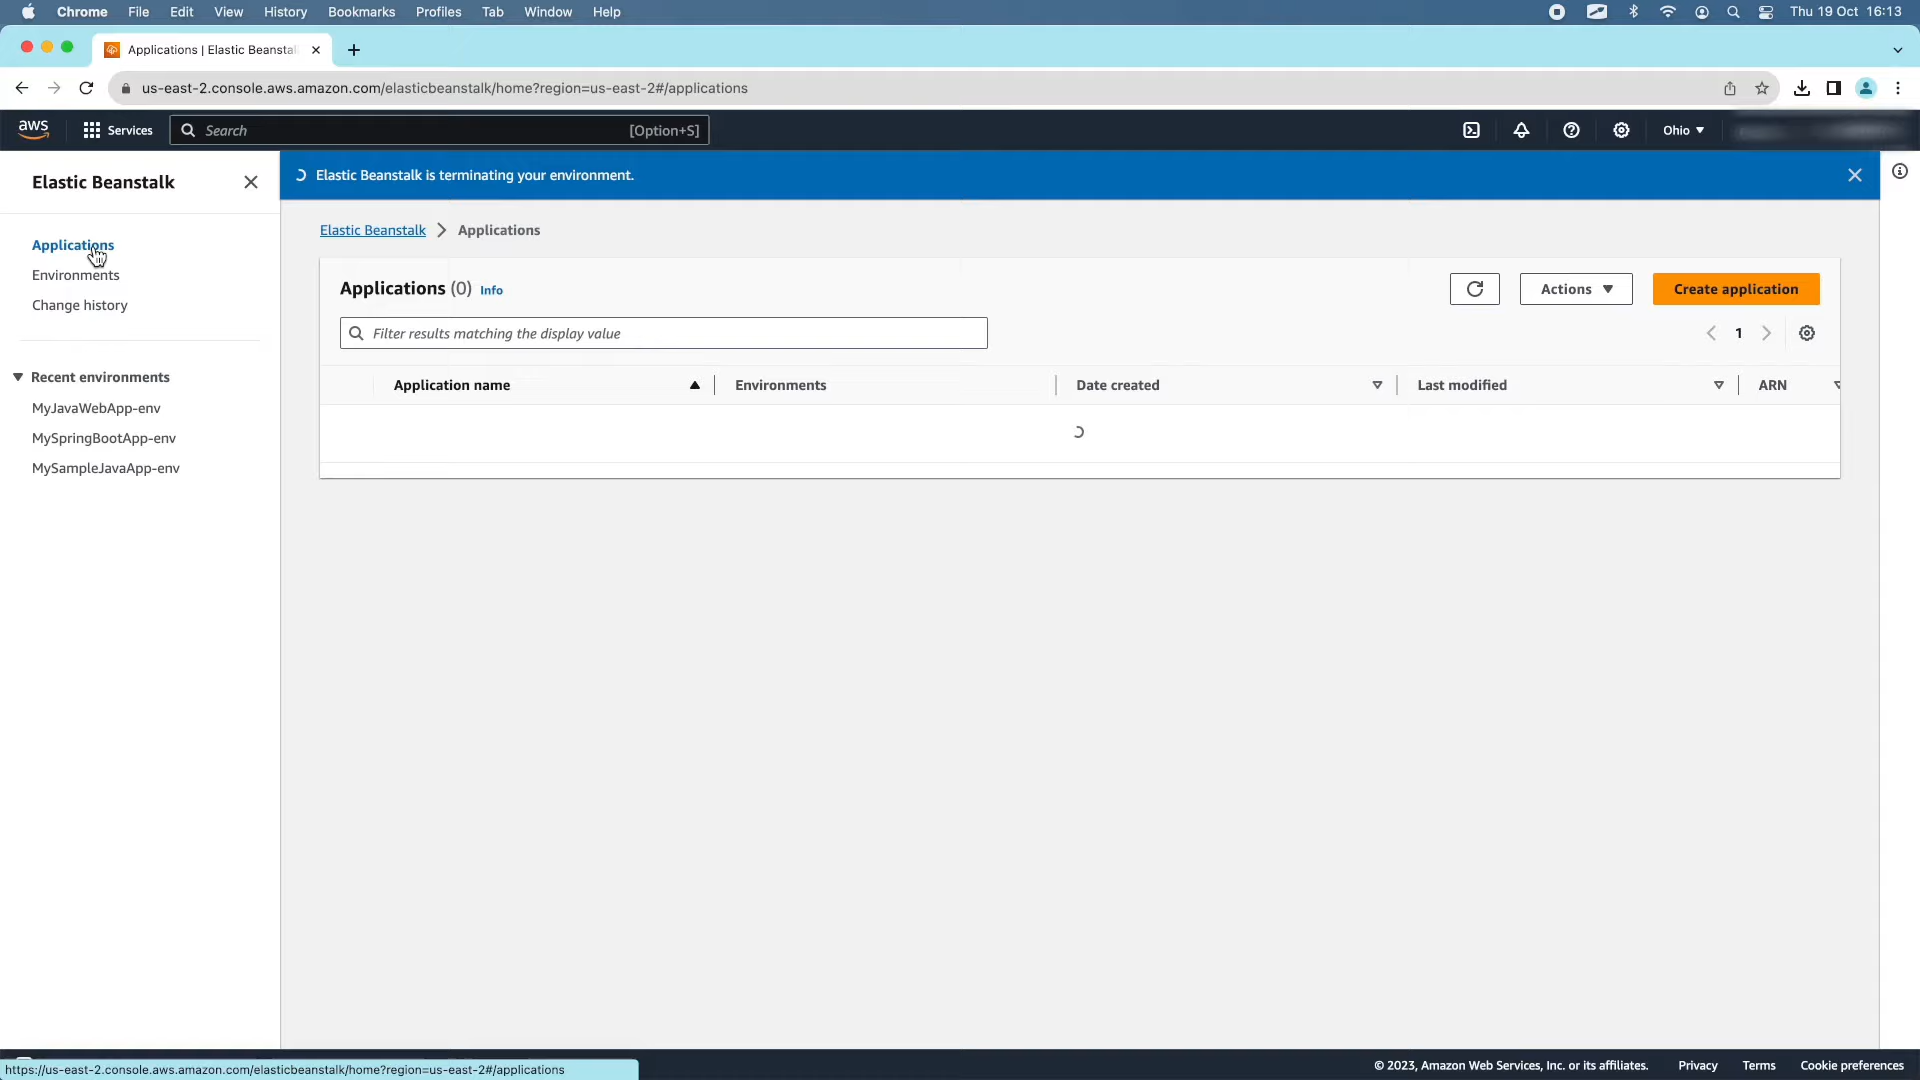 Chrome File Edit View History Bookmarks Profiles Tab Window Help Thu 19 Oct 16:13
Applications | Elastic Beansta
us-east-2.console.aws.amazon.com/elasticbeanstalk/home?region=us-east-2#/applications
aws Services Search [Option+S] Ohio
Elastic Beanstalk
Elastic Beanstalk is terminating your environment.
Applications
Environments
Change history
Recent environments
MyJavaWebApp-env
MySpringBootApp-env
MySampleJavaApp-env
Elastic Beanstalk Applications
Applications (0) Info Actions Create application
Filter results matching the display value 1
Application name Environments Date created Last modified ARN
https://us-east-2.console.aws.amazon.com/elasticbeanstalk/home?region=us-east-2#/applications
© 2023, Amazon Web Services, Inc. or its affiliates. Privacy Terms Cookie preferences